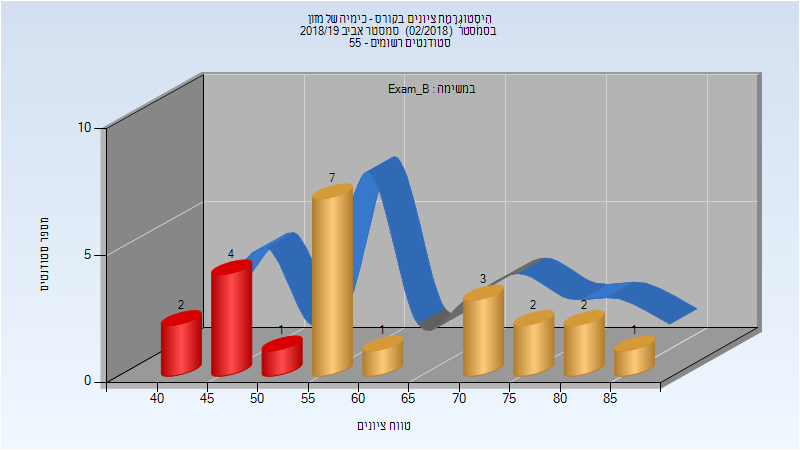 היסטוגרמת ציונים בקורס - כימיה של מזון
בסמסטר (02/2018) סמסטר אביב 2018/19
סטודנטים רשומים - 55
במשימה : Exam_B
מספר סטודנטים
10
5
0
2
4
1
7
1
3
2
2
1
40 45 50 55 60 65 70 75 80 85
טווח ציונים